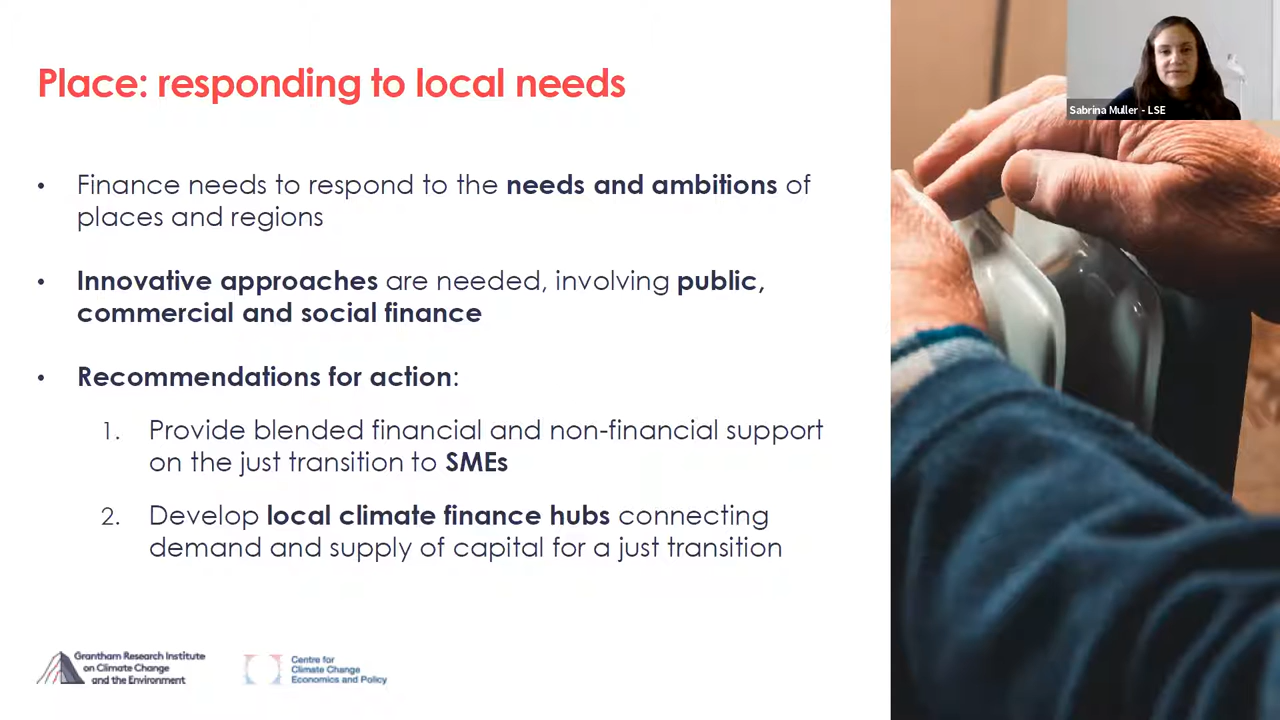 Place: responding to local needs
Sabrina Muller - LSE
• Finance needs to respond to the needs and ambitions of
places and regions
• Innovative approaches are needed, involving public,
commercial and social finance
• Recommendations for action:
1. Provide blended financial and non-financial support
on the just transition to SMEs
2. Develop local climate finance hubs connecting
demand and supply of capital for a just transition
Grantham Research Institute
on Climate Change
and the Environment
Centre for
Climate Change
Economics and Policy